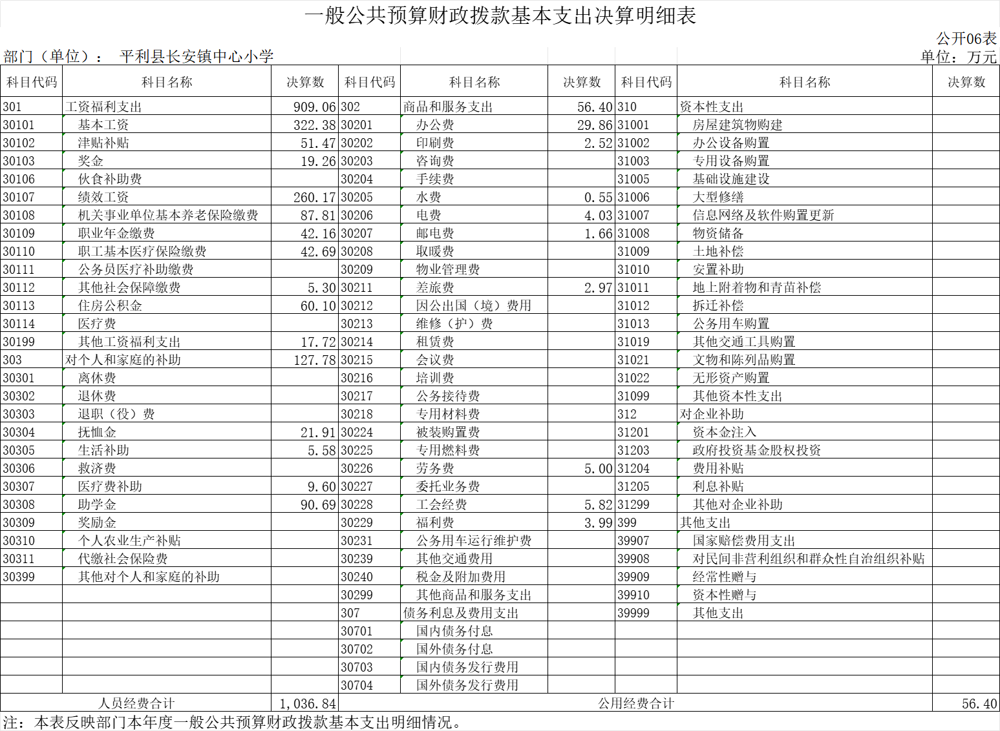 一般公共预算财政拨款基本支出决算明细表
公开06表
部门（单位）： 平利县长安镇中心小学 单位：万元
科目代码 科目名称 决算数 科目代码 科目名称 决算数 科目代码 科目名称 决算数
301 工资福利支出 909.06 302 商品和服务支出 56.40 310 资本性支出
30101 基本工资 322.38 30201 办公费 29.86 31001 房屋建筑物购建
30102 津贴补贴 51.47 30202 印刷费 2.52 31002 办公设备购置
30103 奖金 19.26 30203 咨询费 31003 专用设备购置
30106 伙食补助费 30204 手续费 31005 基础设施建设
30107 绩效工资 260.17 30205 水费 0.55 31006 大型修缮
30108 机关事业单位基本养老保险缴费 87.81 30206 电费 4.03 31007 信息网络及软件购置更新
30109 职业年金缴费 42.16 30207 邮电费 1.66 31008 物资储备
30110 职工基本医疗保险缴费 42.69 30208 取暖费 31009 土地补偿
30111 公务员医疗补助缴费 30209 物业管理费 31010 安置补助
30112 其他社会保障缴费 5.30 30211 差旅费 2.97 31011 地上附着物和青苗补偿
30113 住房公积金 60.10 30212 因公出国（境）费用 31012 拆迁补偿
30114 医疗费 30213 维修（护）费 31013 公务用车购置
30199 其他工资福利支出 17.72 30214 租赁费 31019 其他交通工具购置
303 对个人和家庭的补助 127.78 30215 会议费 31021 文物和陈列品购置
30301 离休费 30216 培训费 31022 无形资产购置
30302 退休费 30217 公务接待费 31099 其他资本性支出
30303 退职（役）费 30218 专用材料费 312 对企业补助
30304 抚恤金 21.91 30224 被装购置费 31201 资本金注入
30305 生活补助 5.58 30225 专用燃料费 31203 政府投资基金股权投资
30306 救济费 30226 劳务费 5.00 31204 费用补贴
30307 医疗费补助 9.60 30227 委托业务费 31205 利息补贴
30308 助学金 90.69 30228 工会经费 5.82 31299 其他对企业补助
30309 奖励金 30229 福利费 3.99 399 其他支出
30310 个人农业生产补贴 30231 公务用车运行维护费 39907 国家赔偿费用支出
30311 代缴社会保险费 30239 其他交通费用 39908 对民间非营利组织和群众性自治组织补贴
30399 其他对个人和家庭的补助 30240 税金及附加费用 39909 经常性赠与
30299 其他商品和服务支出 39910 资本性赠与
307 债务利息及费用支出 39999 其他支出
30701 国内债务付息
30702 国外债务付息
30703 国内债务发行费用
30704 国外债务发行费用
人员经费合计 1,036.84 公用经费合计 56.40
注：本表反映部门本年度一般公共预算财政拨款基本支出明细情况。